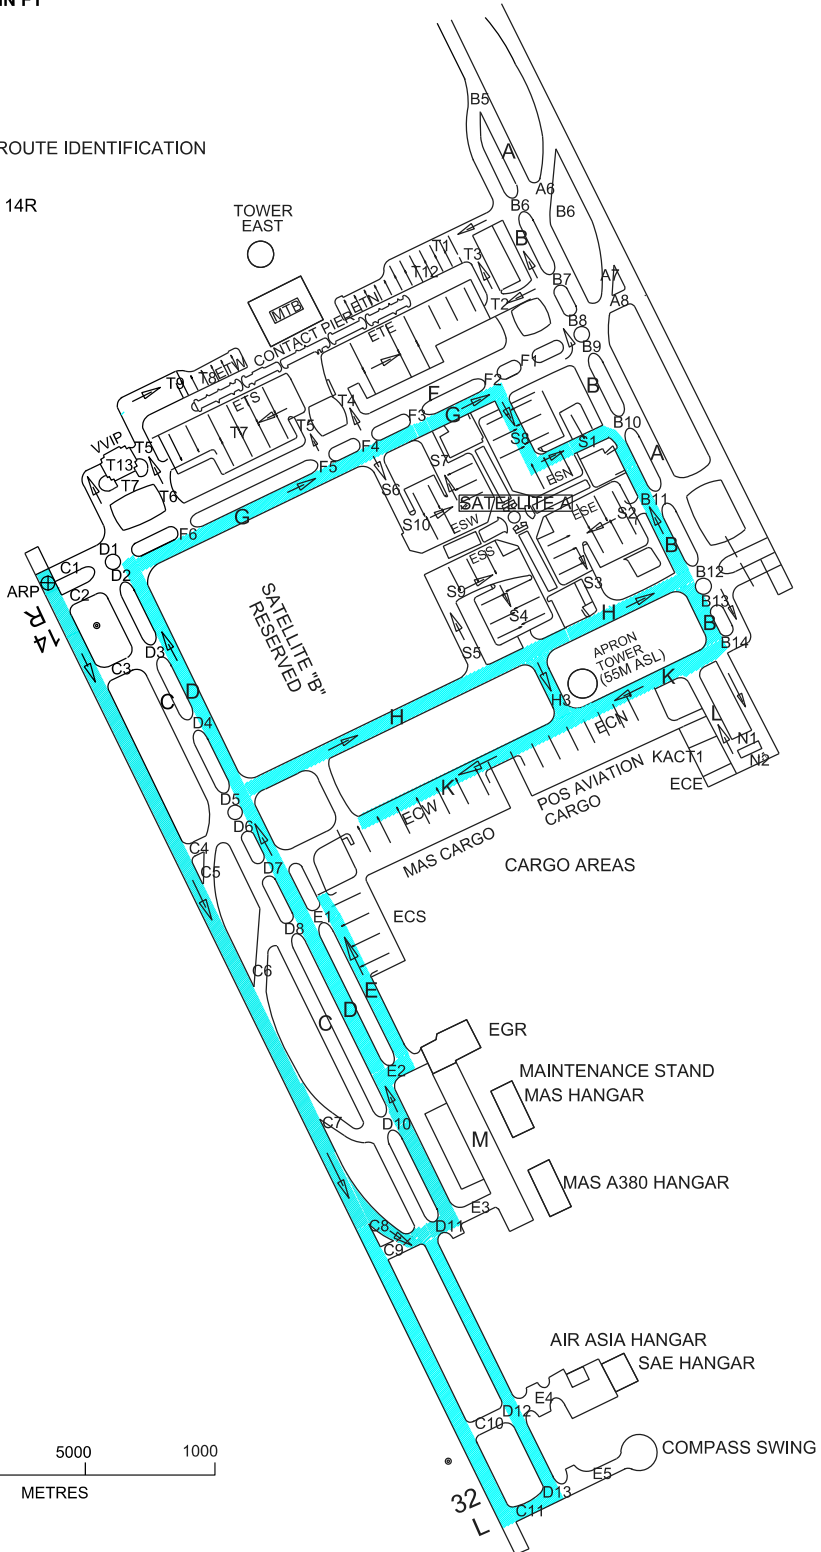 IN FT
B5
ROUTE IDENTIFICATION
A
A6
14R
TOWER
EAST
B6
B6
B
T1
T3
T12
B7
A7
A8
MTB
ETN
T2
CONTACT PIER
ETE
B8
B9
T9
T8
ETW
F1
F2
B
ETS
T4
F
G
F3
T7
T5
S8
S1
B10
A
VVIP
T5
T13
F4
F5
S7
ESN
T7
T6
S6
SATELLITE A
B11
G
S10
ESW
ESE
S2
F6
B
D1
ESS
C1
D2
S9
S3
B12
ARP
C2
S4
H
B13
B
14
R
SATELLITE "B"
RESERVED
B14
C3
D3
S5
APRON
TOWER
(55M ASL)
C
D
K
H3
H
L
D4
ECN
N1
N2
KACT1
ECE
K
D5
ECW
POS AVIATION
CARGO
D6
C4
MAS CARGO
C5
D7
CARGO AREAS
E1
ECS
D8
C6
E
D
C
EGR
E2
MAINTENANCE STAND
MAS HANGAR
C7
D10
M
MAS A380 HANGAR
E3
C8
D11
C9
AIR ASIA HANGAR
SAE HANGAR
E4
D12
C10
5000
1000
COMPASS SWING
E5
METRES
D13
32
L
C11